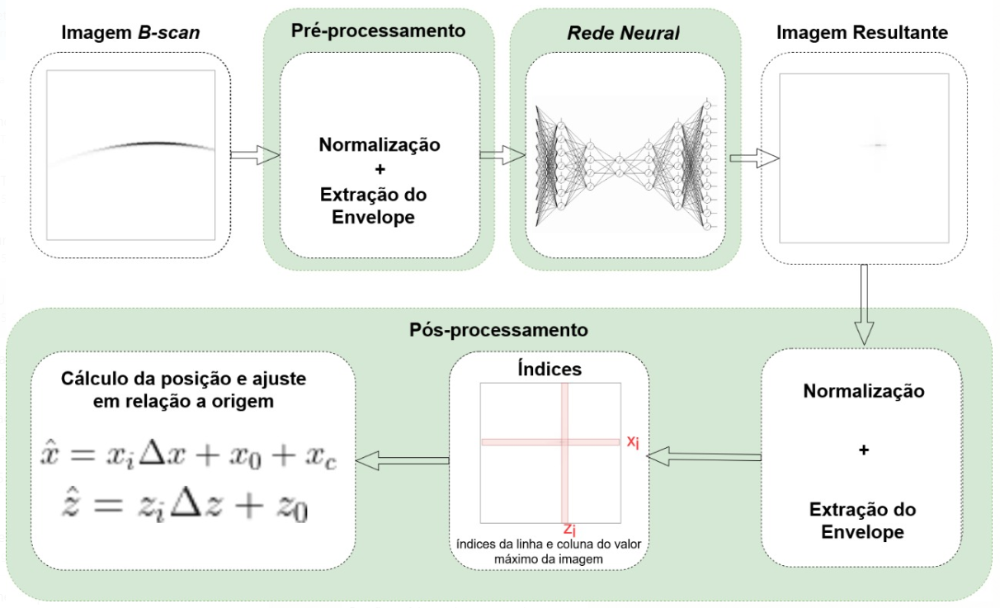 Imagem B-scan
Pré-processamento
Rede Neural
Imagem Resultante
Normalização
+
Extração do
Envelope
Pós-processamento
Cálculo da posição e ajuste
em relação a origem
x̂ = xᵢΔx + x₀ + x_c
ẑ = zᵢΔz + z₀
Índices
xᵢ
zᵢ
índices da linha e coluna do valor
máximo da imagem
Normalização
+
Extração do
Envelope